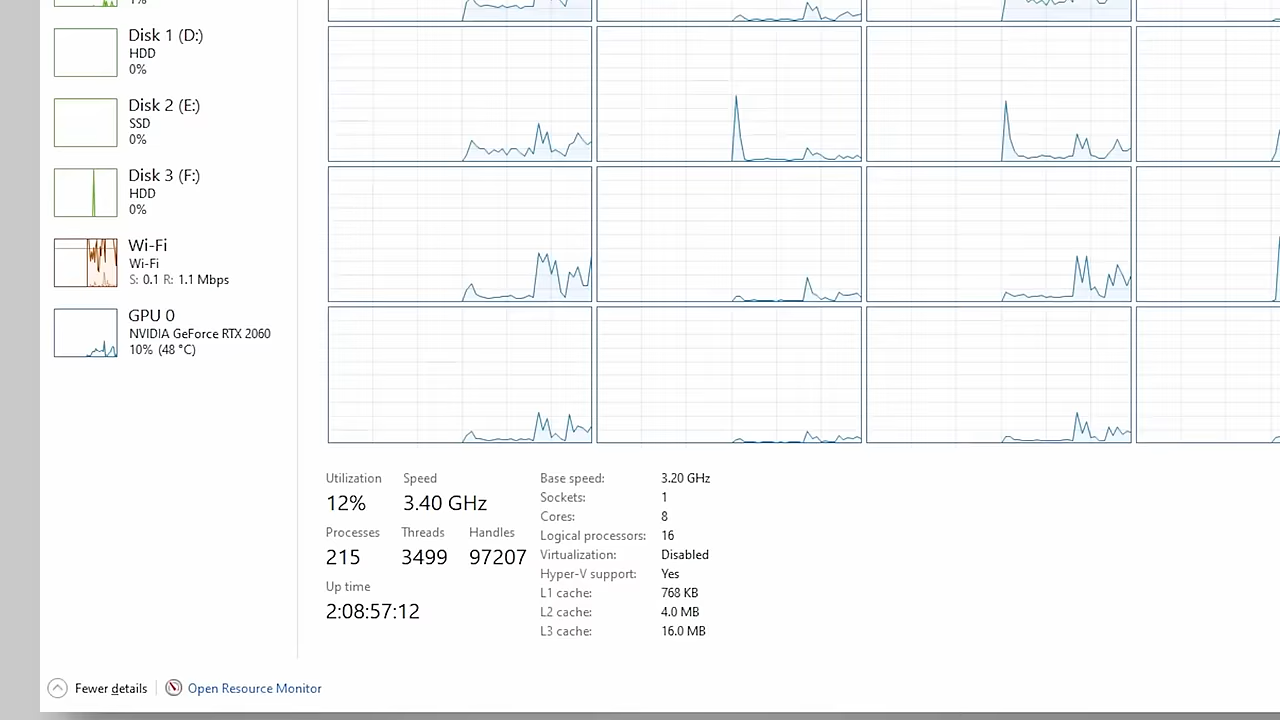 1%
Disk 1 (D:)
HDD
0%
Disk 2 (E:)
SSD
0%
Disk 3 (F:)
HDD
0%
Wi-Fi
Wi-Fi
S: 0.1 R: 1.1 Mbps
GPU 0
NVIDIA GeForce RTX 2060
10% (48 °C)
Utilization Speed
12% 3.40 GHz
Processes Threads Handles
215 3499 97207
Up time
2:08:57:12
Base speed: 3.20 GHz
Sockets: 1
Cores: 8
Logical processors: 16
Virtualization: Disabled
Hyper-V support: Yes
L1 cache: 768 KB
L2 cache: 4.0 MB
L3 cache: 16.0 MB
Fewer details
Open Resource Monitor